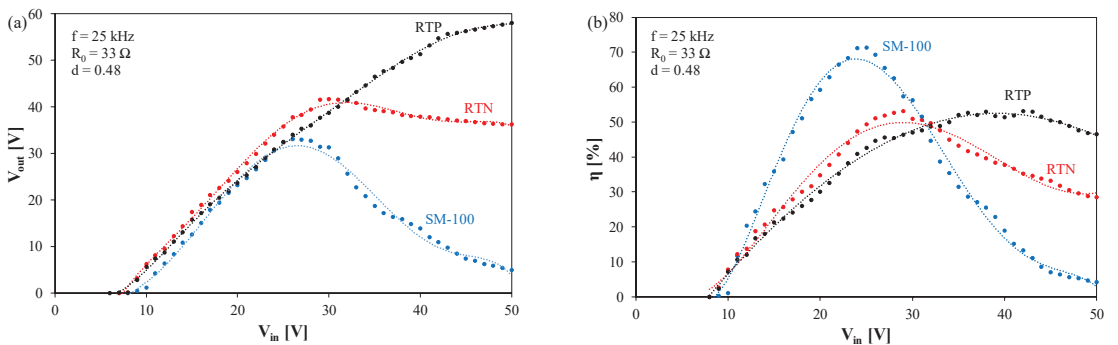 (a)
f = 25 kHz
R0 = 33 Ω
d = 0.48
RTP
RTN
SM-100
Vout [V]
60
50
40
30
20
10
0
0 10 20 30 40 50
Vin [V]
(b)
f = 25 kHz
R0 = 33 Ω
d = 0.48
SM-100
RTP
RTN
η [%]
80
70
60
50
40
30
20
10
0
0 10 20 30 40 50
Vin [V]